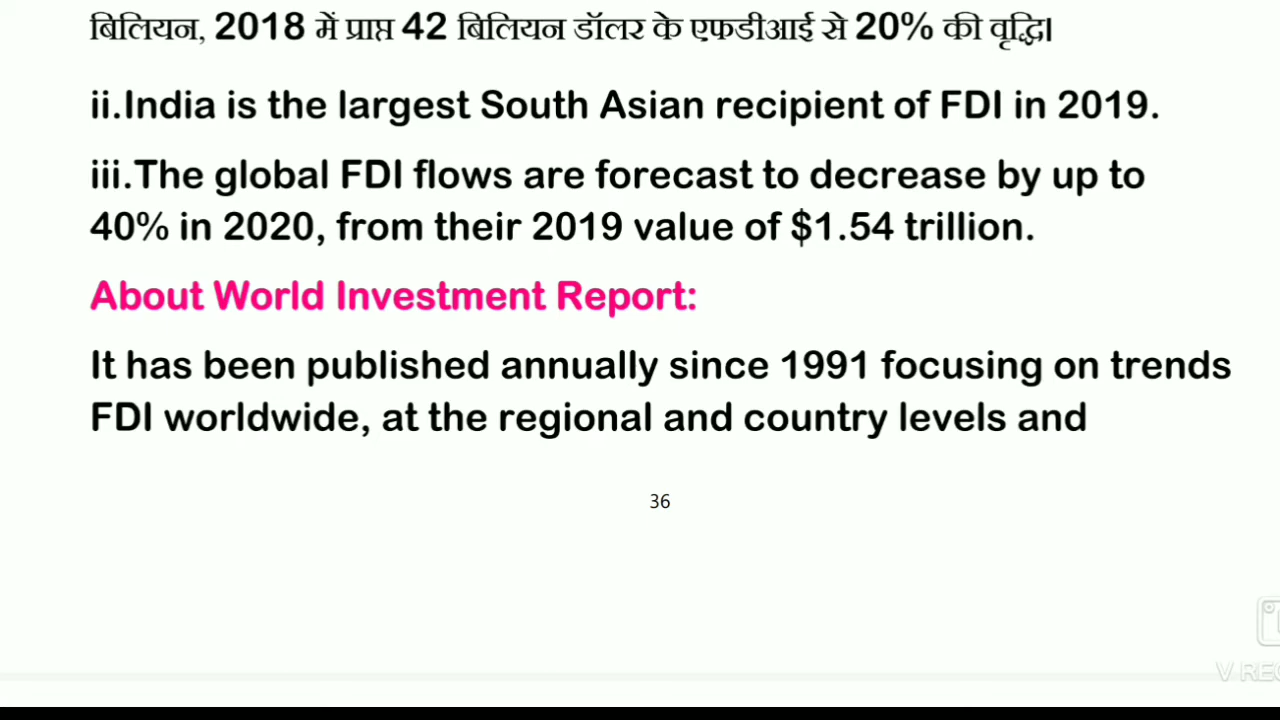 बिलियन, 2018 में प्राप्त 42 बिलियन डॉलर के एफडीआई से 20% की वृद्धि।
ii.India is the largest South Asian recipient of FDI in 2019.
iii.The global FDI flows are forecast to decrease by up to
40% in 2020, from their 2019 value of $1.54 trillion.
About World Investment Report:
It has been published annually since 1991 focusing on trends
FDI worldwide, at the regional and country levels and
36
V REC